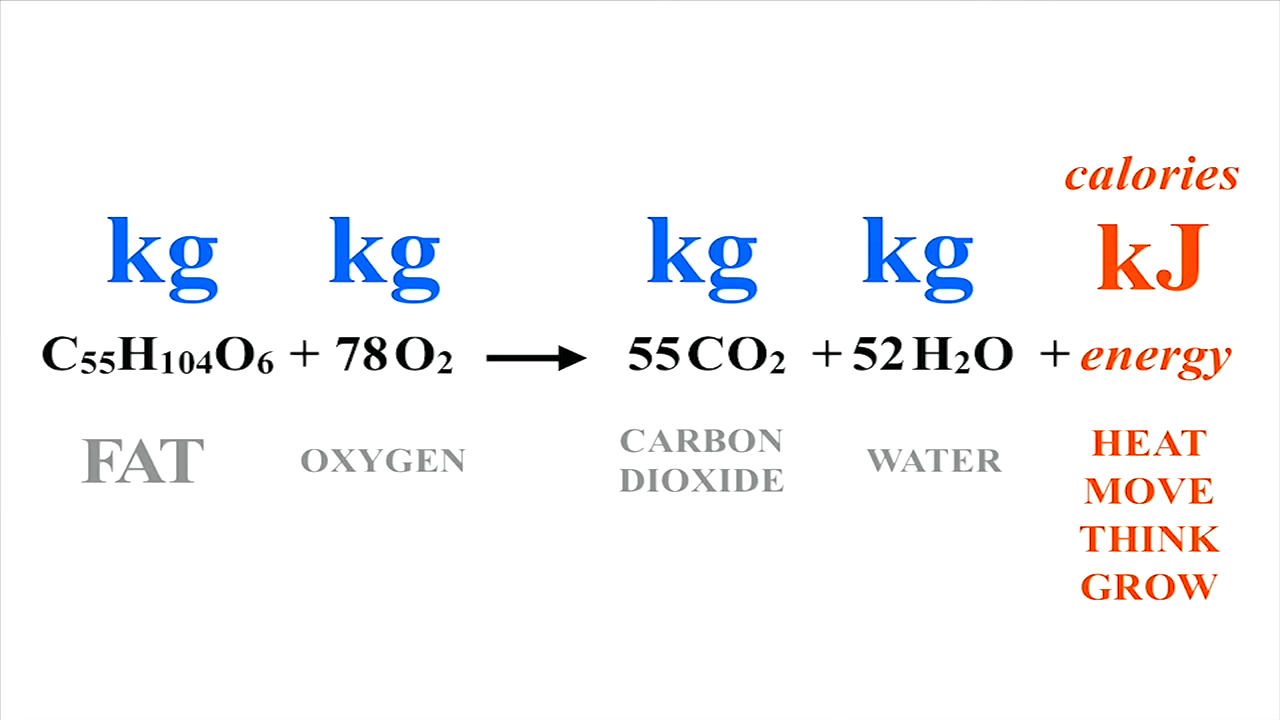 calories
kg kg kg kg kJ
C₅₅H₁₀₄O₆ + 78O₂ → 55CO₂ + 52H₂O + energy
FAT OXYGEN CARBON DIOXIDE WATER HEAT
MOVE
THINK
GROW